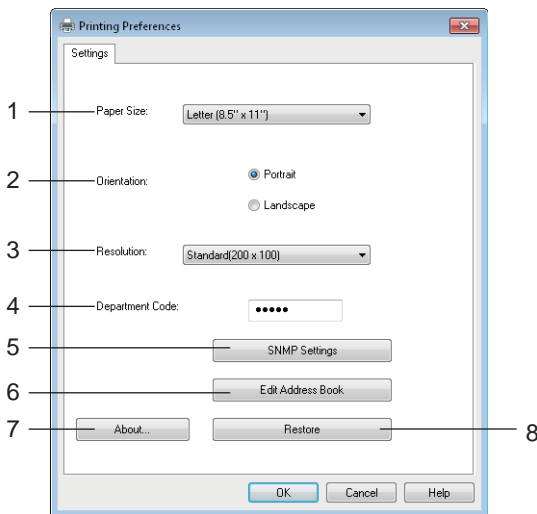 Printing Preferences
Settings
1 Paper Size: Letter (8.5" x 11")
2 Orientation: Portrait
Landscape
3 Resolution: Standard(200 x 100)
4 Department Code: •••••
5 SNMP Settings
6 Edit Address Book
7 About... Restore 8
OK Cancel Help